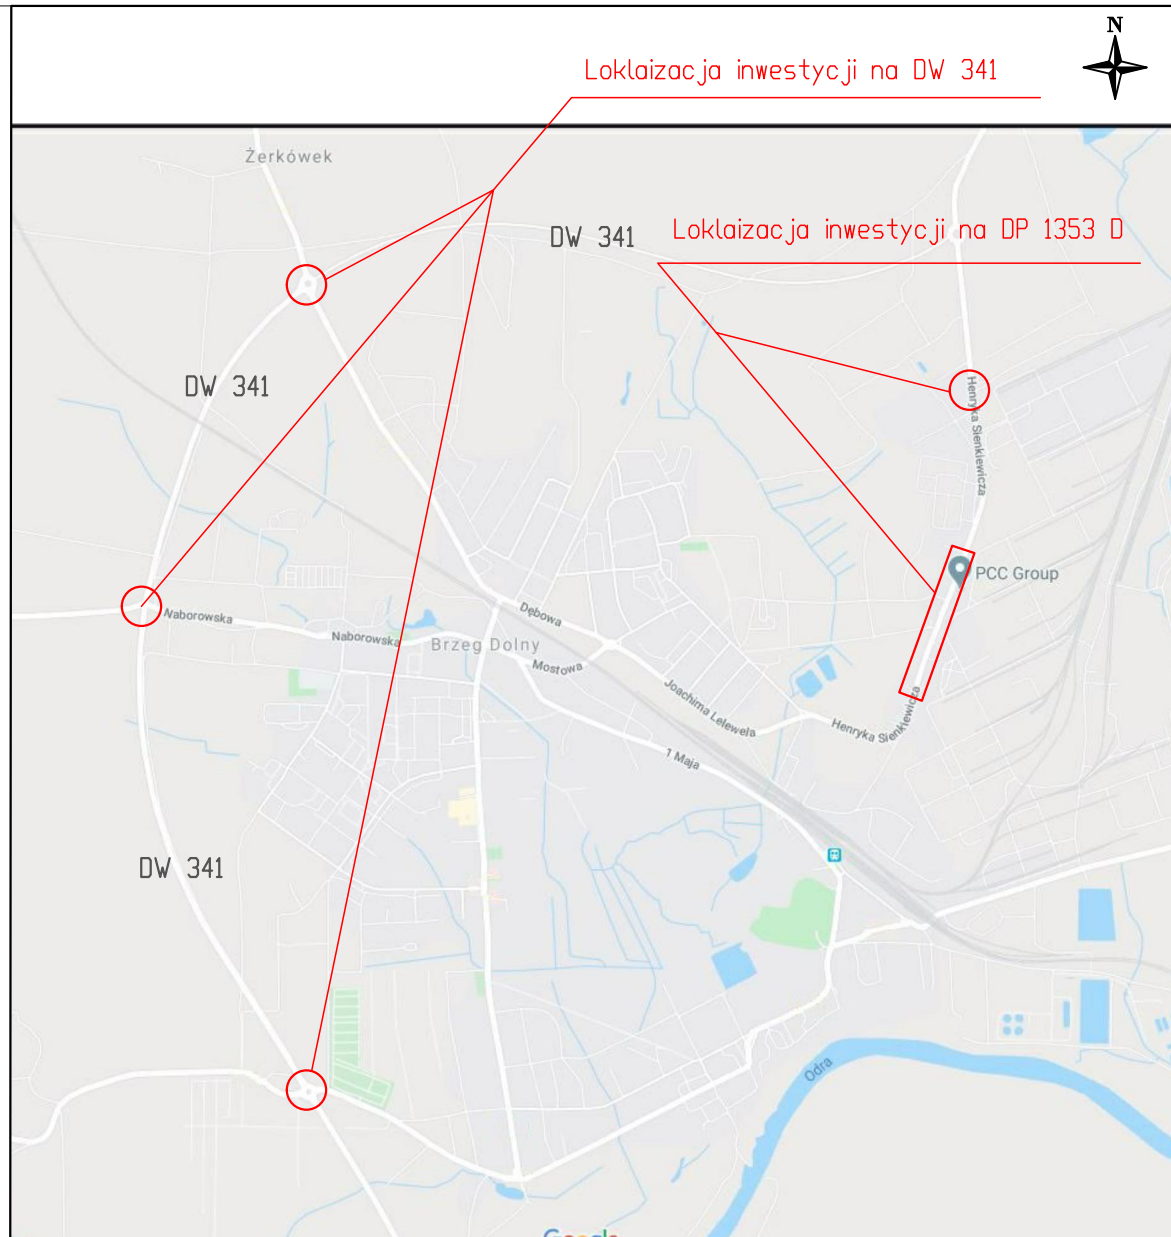 N
Loklaizacja inwestycji na DW 341
Żerkówek
DW 341
Loklaizacja inwestycji na DP 1353 D
DW 341
Henryka Sienkiewicza
PCC Group
Naborowska
Naborowska
Dębowa
Brzeg Dolny
Mostowa
Joachima Lelewela
Henryka Sienkiewicza
1 Maja
DW 341
Odra
Google